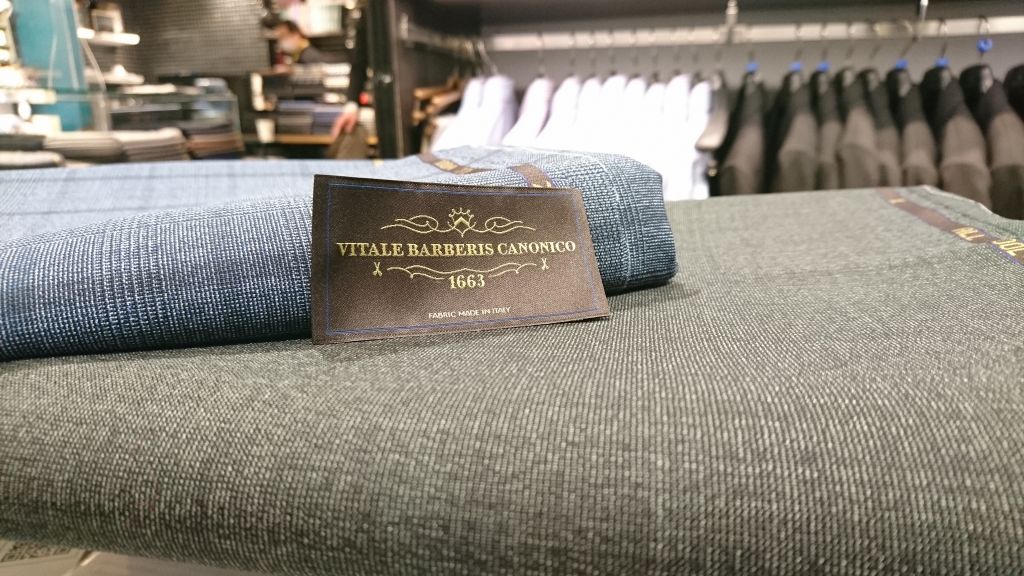 VITALE BARBERIS CANONICO
1663
FABRIC MADE IN ITALY